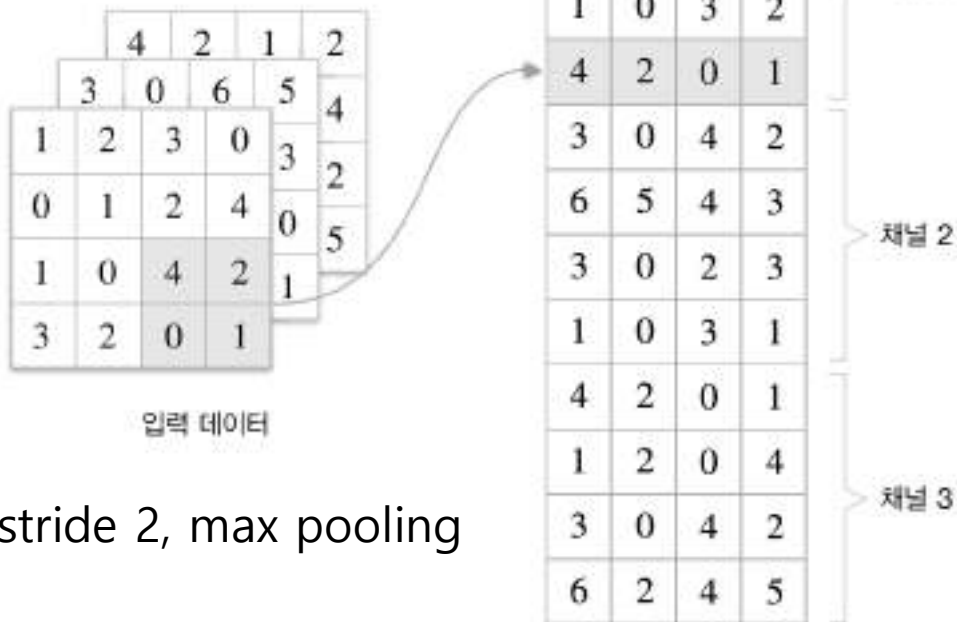 4 2 1 2
3 0 6 5
4
1 2 3 0
3
2
0 1 2 4
0
5
1 0 4 2
1
3 2 0 1
입력 데이터
stride 2, max pooling
1 0 3 2
4 2 0 1
3 0 4 2
6 5 4 3
3 0 2 3
1 0 3 1
채널 2
4 2 0 1
1 2 0 4
3 0 4 2
6 2 4 5
채널 3